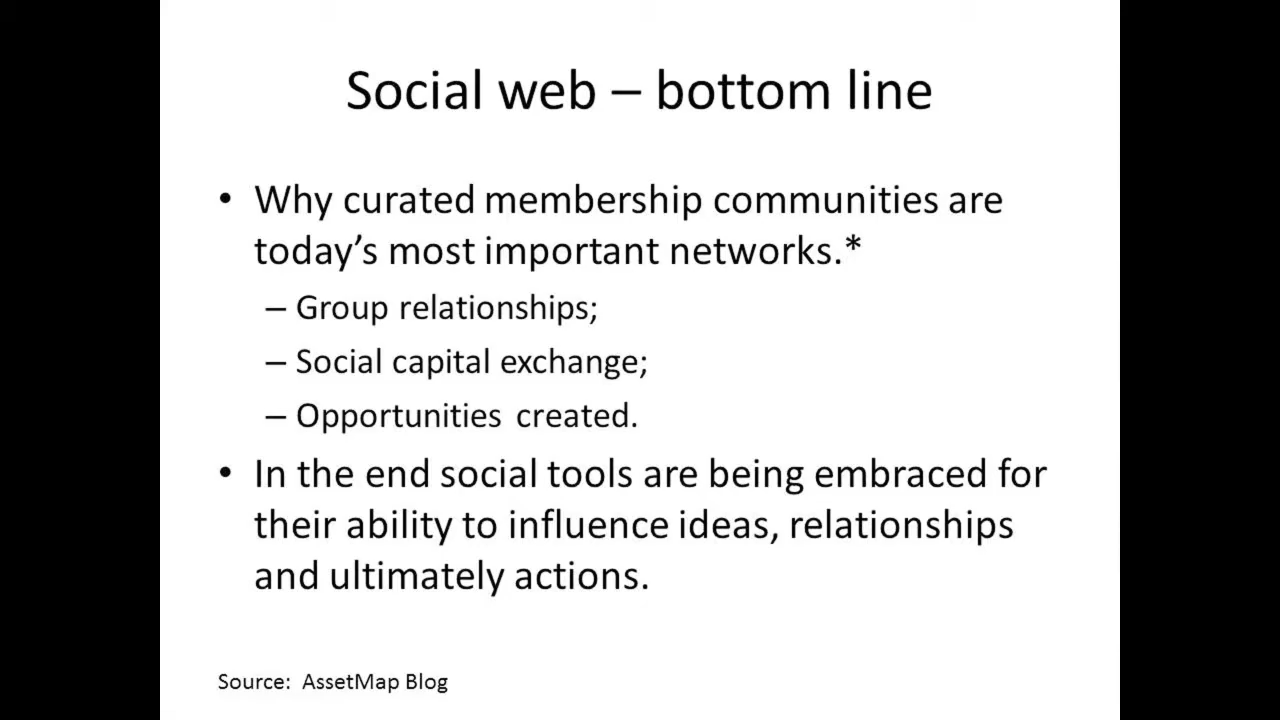 Social web – bottom line
• Why curated membership communities are
today’s most important networks.*
– Group relationships;
– Social capital exchange;
– Opportunities created.
• In the end social tools are being embraced for
their ability to influence ideas, relationships
and ultimately actions.
Source: AssetMap Blog